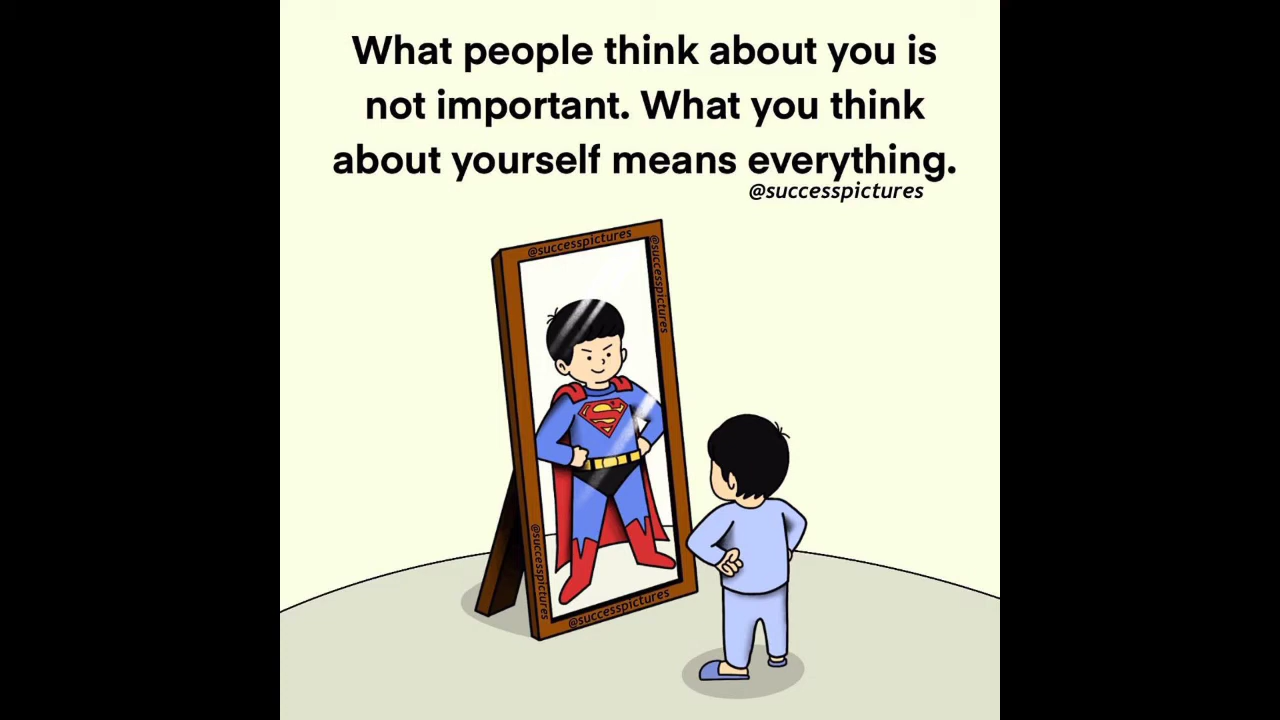 What people think about you is
not important. What you think
about yourself means everything.
@successpictures
@successpictures
@successpictures
@successpictures
@successpictures
S